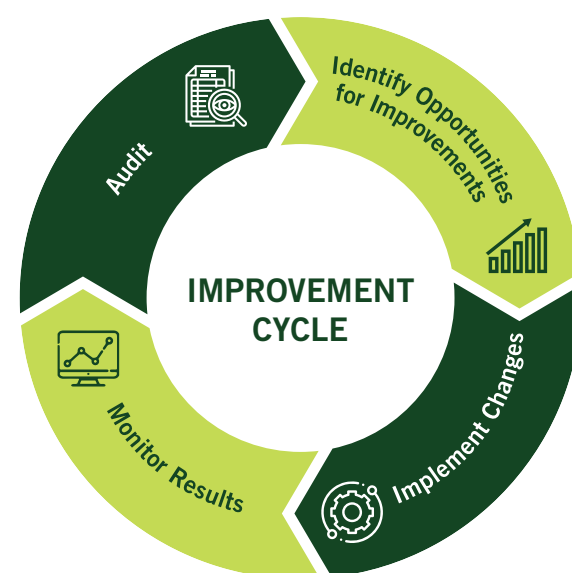 Identify Opportunities
for Improvements
Audit
IMPROVEMENT
CYCLE
Implement Changes
Monitor Results